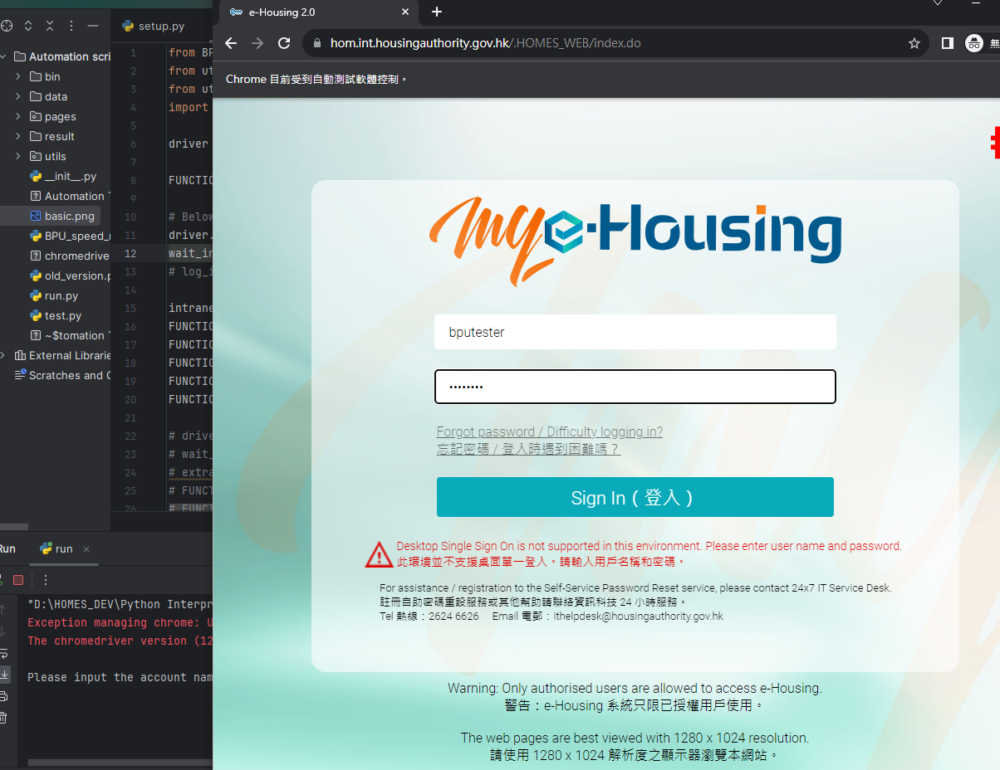 setup.py
Automation scri
bin
data
pages
result
utils
__init__.py
Automation
basic.png
BPU_speed_
chromedrive
old_version.p
run.py
test.py
~$tomation
External Librarie
Scratches and
1 from BP
2 from ut
3 from ut
4 import
5
6 driver
7
8 FUNCTIO
9
10 # Below
11 driver.
12 wait_in
13 # log_i
14
15 intrane
16 FUNCTIO
17 FUNCTIO
18 FUNCTIO
19 FUNCTIO
20 FUNCTIO
21
22 # drive
23 # wait_
24 # extra
25 # FUNCT
26 # FUNCT
Run
run
"D:\HOMES_DEV\Python Interpr
Exception managing chrome: U
The chromedriver version (12
Please input the account nam
e-Housing 2.0
hom.int.housingauthority.gov.hk/.HOMES_WEB/index.do
無
Chrome 目前受到自動測試軟體控制。
my e-Housing
bputester
••••••••
Forgot password / Difficulty logging in?
忘記密碼 / 登入時遇到困難嗎？
Sign In ( 登入 )
Desktop Single Sign On is not supported in this environment. Please enter user name and password.
此環境並不支援桌面單一登入。請輸入用戶名稱和密碼。
For assistance / registration to the Self-Service Password Reset service, please contact 24x7 IT Service Desk.
註冊自助密碼重設服務或其他幫助請聯絡資訊科技 24 小時服務。
Tel 熱線：2624 6626 Email 電郵：ithelpdesk@housingauthority.gov.hk
Warning: Only authorised users are allowed to access e-Housing.
警告：e-Housing 系統只限已授權用戶使用。
The web pages are best viewed with 1280 x 1024 resolution.
請使用 1280 x 1024 解析度之顯示器瀏覽本網站。